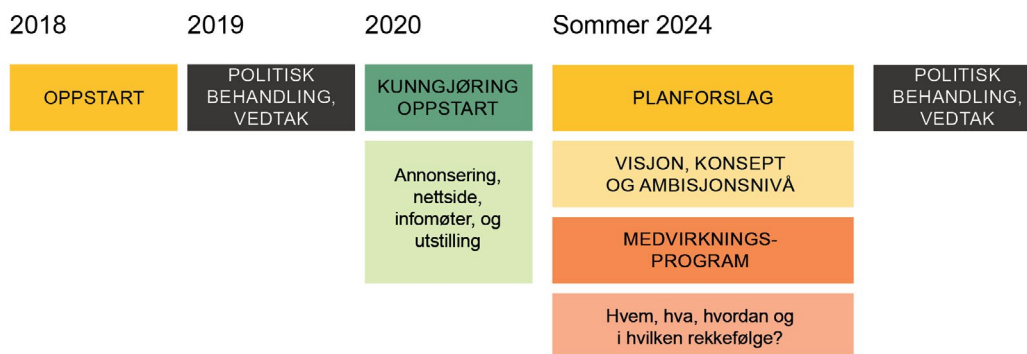 2018
2019
2020
Sommer 2024
OPPSTART
POLITISK
BEHANDLING,
VEDTAK
KUNNGJØRING
OPPSTART
PLANFORSLAG
POLITISK
BEHANDLING,
VEDTAK
Annonsering,
nettside,
infomøter, og
utstilling
VISJON, KONSEPT
OG AMBISJONSNIVÅ
MEDVIRKNINGS-
PROGRAM
Hvem, hva, hvordan og
i hvilken rekkefølge?